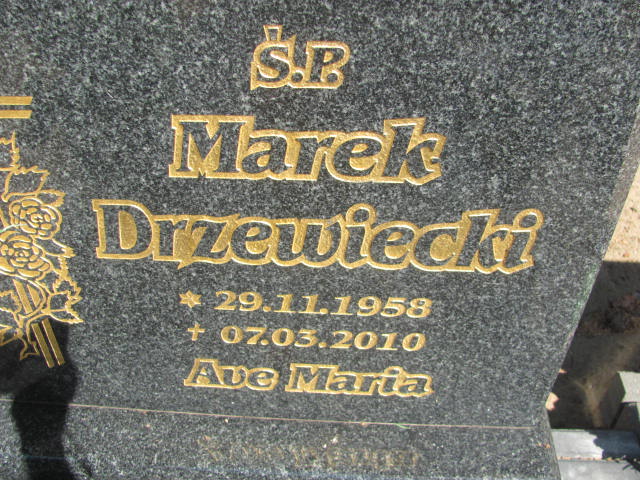 Ś.P.
Marek
Drzewiecki
* 29.11.1958
+ 07.03.2010
Ave Maria